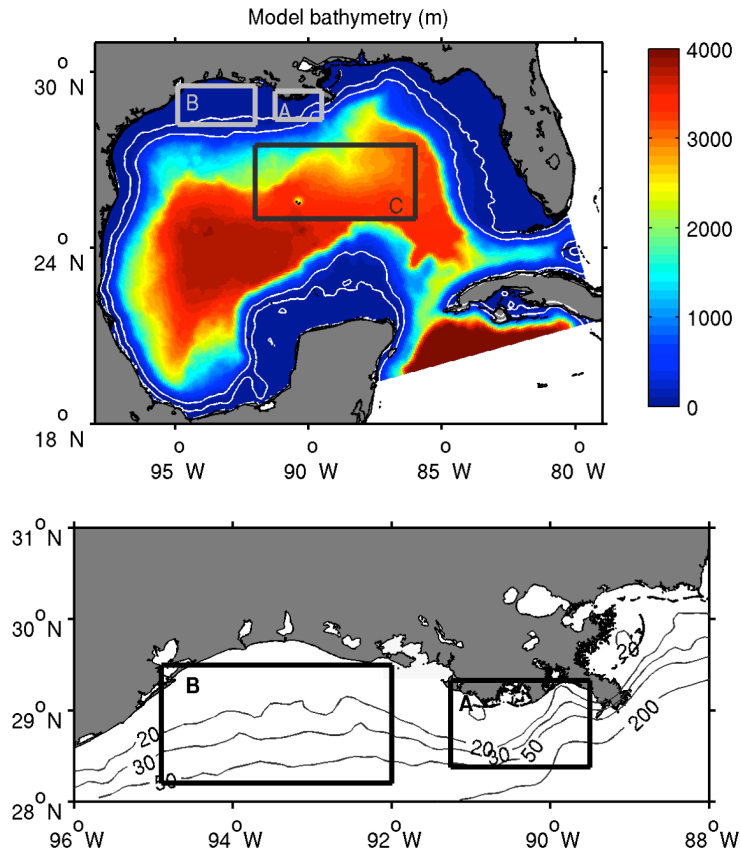 Model bathymetry (m)
30° N
24° N
18° N
95° W
90° W
85° W
80° W
B
A
C
4000
3000
2000
1000
0
31° N
30° N
29° N
28° N
96° W
94° W
92° W
90° W
88° W
B
A
20
30
50
20
30
50
200
20